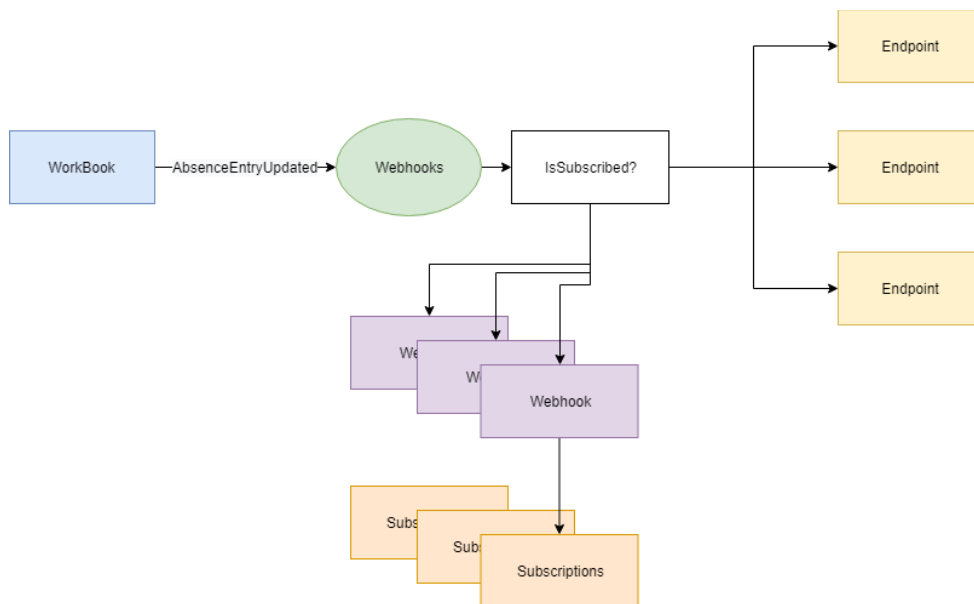 Endpoint
WorkBook
AbsenceEntryUpdated
Webhooks
IsSubscribed?
Endpoint
Endpoint
Webhook
Subscriptions